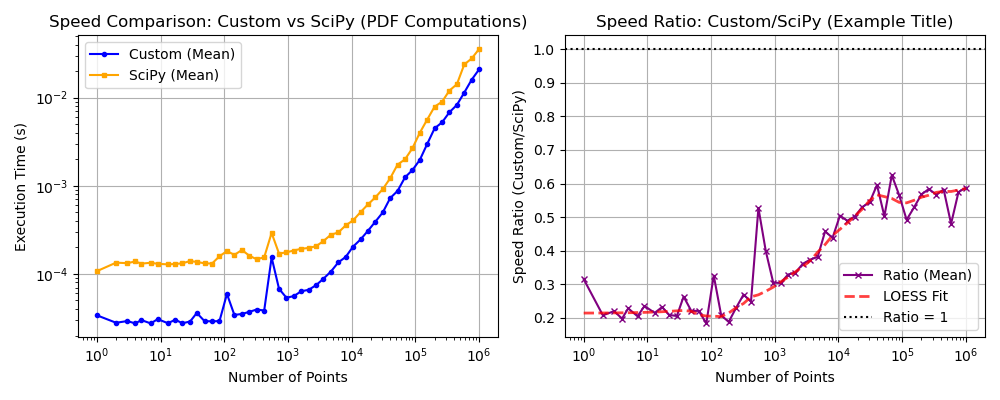 Speed Comparison: Custom vs SciPy (PDF Computations)
Custom (Mean)
SciPy (Mean)
Execution Time (s)
10⁻²
10⁻³
10⁻⁴
10⁰ 10¹ 10² 10³ 10⁴ 10⁵ 10⁶
Number of Points
Speed Ratio: Custom/SciPy (Example Title)
Speed Ratio (Custom/SciPy)
1.0
0.9
0.8
0.7
0.6
0.5
0.4
0.3
0.2
Ratio (Mean)
LOESS Fit
Ratio = 1
10⁰ 10¹ 10² 10³ 10⁴ 10⁵ 10⁶
Number of Points